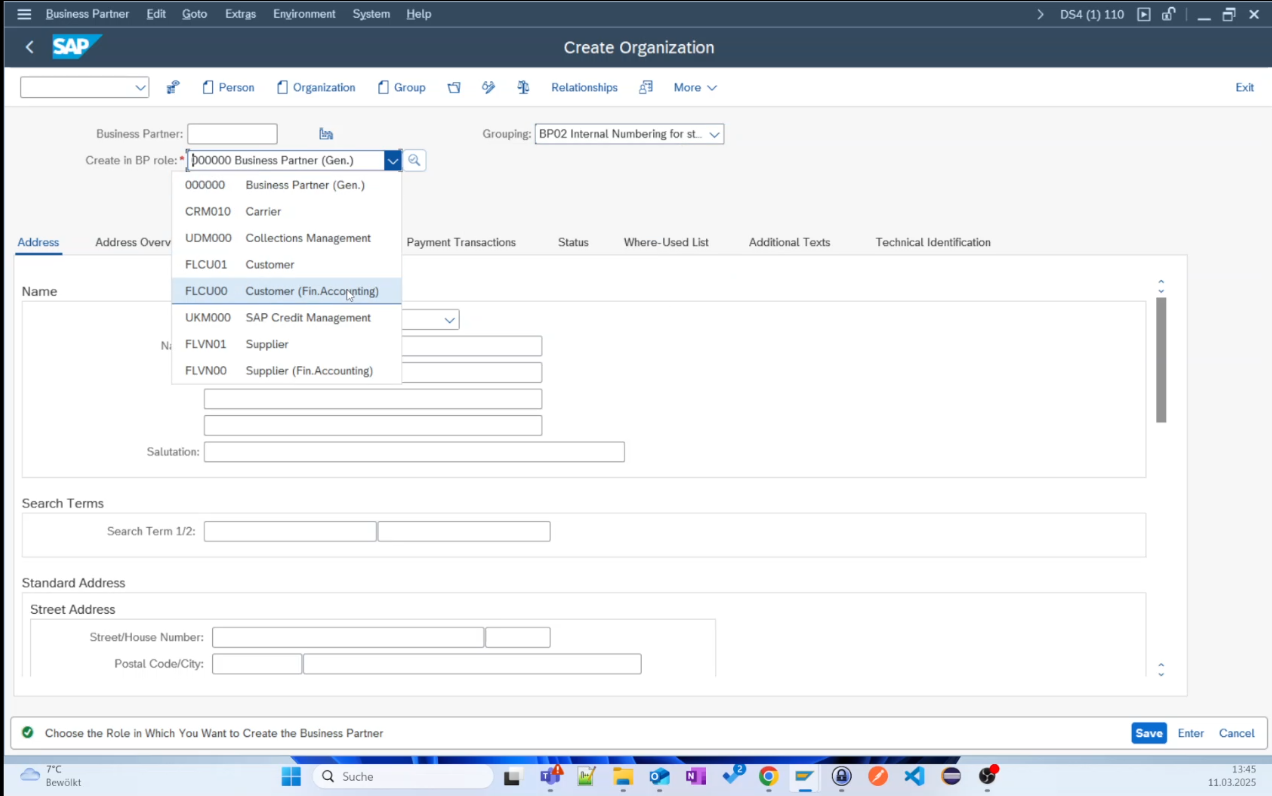 Business Partner Edit Goto Extras Environment System Help DS4 (1) 110
SAP Create Organization
Person Organization Group Relationships More Exit
Business Partner: Grouping: BP02 Internal Numbering for st...
Create in BP role: * 000000 Business Partner (Gen.)
000000 Business Partner (Gen.)
CRM010 Carrier
UDM000 Collections Management
Address Address Overv Payment Transactions Status Where-Used List Additional Texts Technical Identification
FLCU01 Customer
Name
FLCU00 Customer (Fin.Accounting)
UKM000 SAP Credit Management
FLVN01 Supplier
FLVN00 Supplier (Fin.Accounting)
Salutation:
Search Terms
Search Term 1/2:
Standard Address
Street Address
Street/House Number:
Postal Code/City:
Choose the Role in Which You Want to Create the Business Partner Save Enter Cancel
7°C
Bewölkt
Suche
2
13:45
11.03.2025